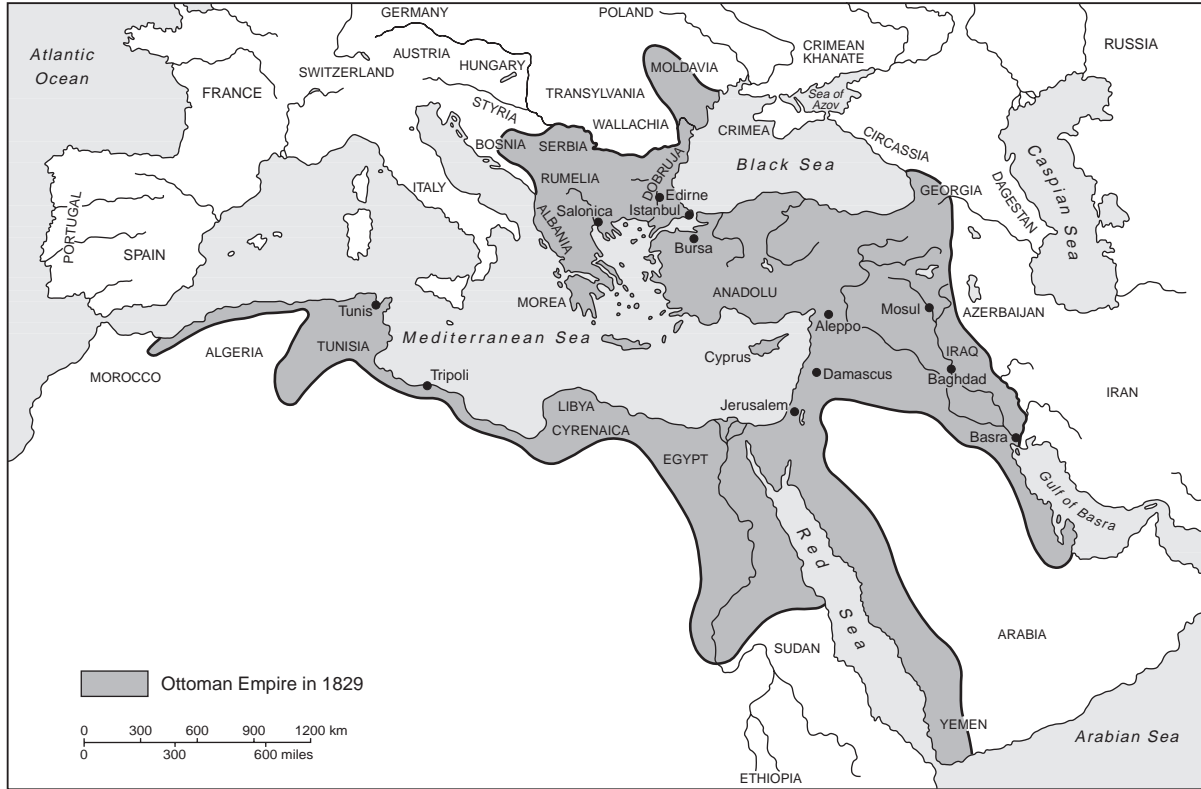 GERMANY
POLAND
Atlantic
Ocean
AUSTRIA
CRIMEAN
KHANATE
RUSSIA
HUNGARY
SWITZERLAND
MOLDAVIA
FRANCE
TRANSYLVANIA
Sea of
Azov
STYRIA
WALLACHIA
CRIMEA
CIRCASSIA
BOSNIA
SERBIA
Black Sea
Caspian Sea
DOBRUJA
RUMELIA
DAGESTAN
ITALY
GEORGIA
Edirne
PORTUGAL
Salonica
Istanbul
ALBANIA
SPAIN
Bursa
MOREA
ANADOLU
Tunis
Mosul
AZERBAIJAN
Aleppo
Mediterranean Sea
TUNISIA
ALGERIA
IRAQ
Cyprus
MOROCCO
Tripoli
Damascus
Baghdad
IRAN
LIBYA
Jerusalem
CYRENAICA
Basra
EGYPT
Gulf of Basra
Red Sea
ARABIA
SUDAN
Ottoman Empire in 1829
YEMEN
0 300 600 900 1200 km
0 300 600 miles
Arabian Sea
ETHIOPIA